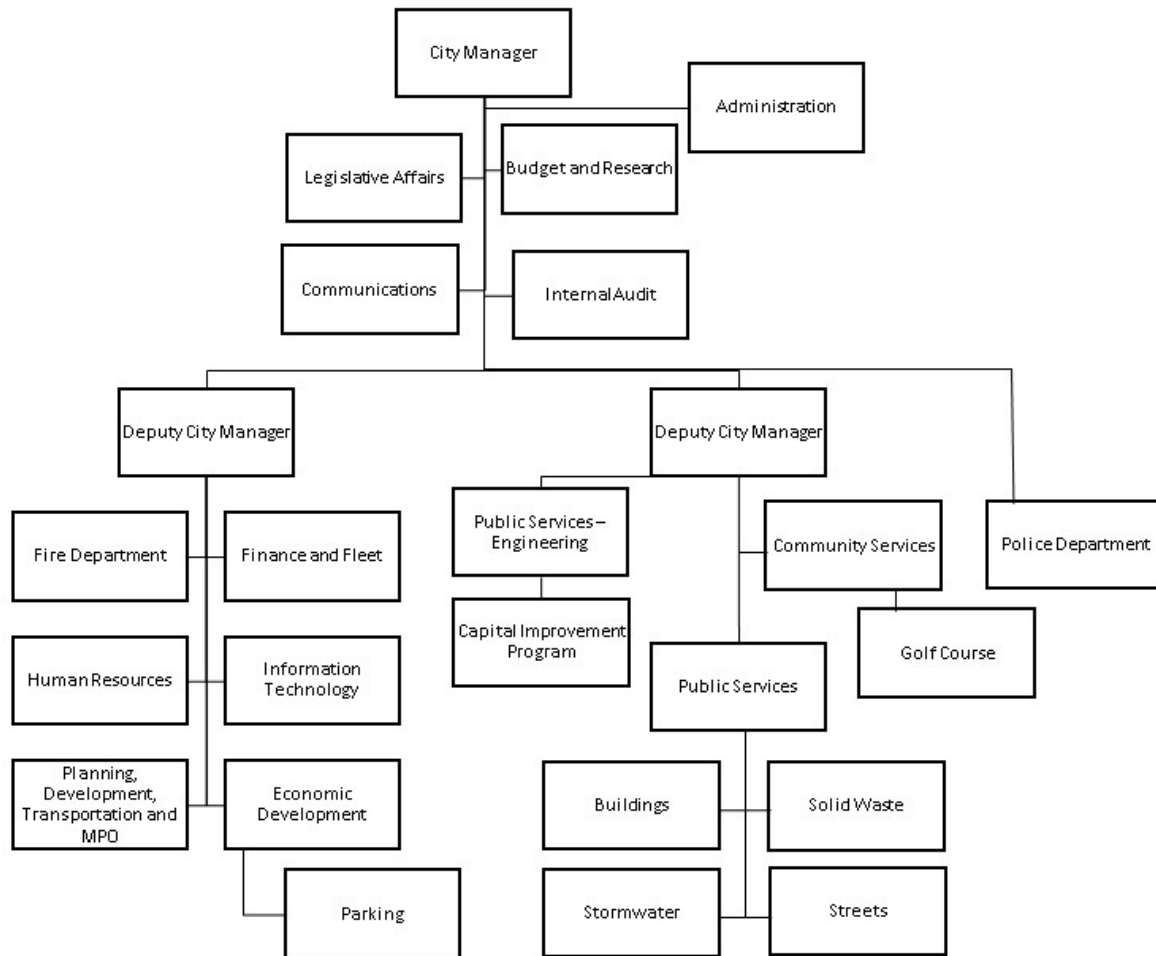 City Manager
Administration
Legislative Affairs
Budget and Research
Communications
Internal Audit
Deputy City Manager
Deputy City Manager
Fire Department
Finance and Fleet
Public Services –
Engineering
Community Services
Police Department
Capital Improvement
Program
Golf Course
Human Resources
Information
Technology
Public Services
Planning,
Development,
Transportation and
MPO
Economic
Development
Buildings
Solid Waste
Parking
Stormwater
Streets